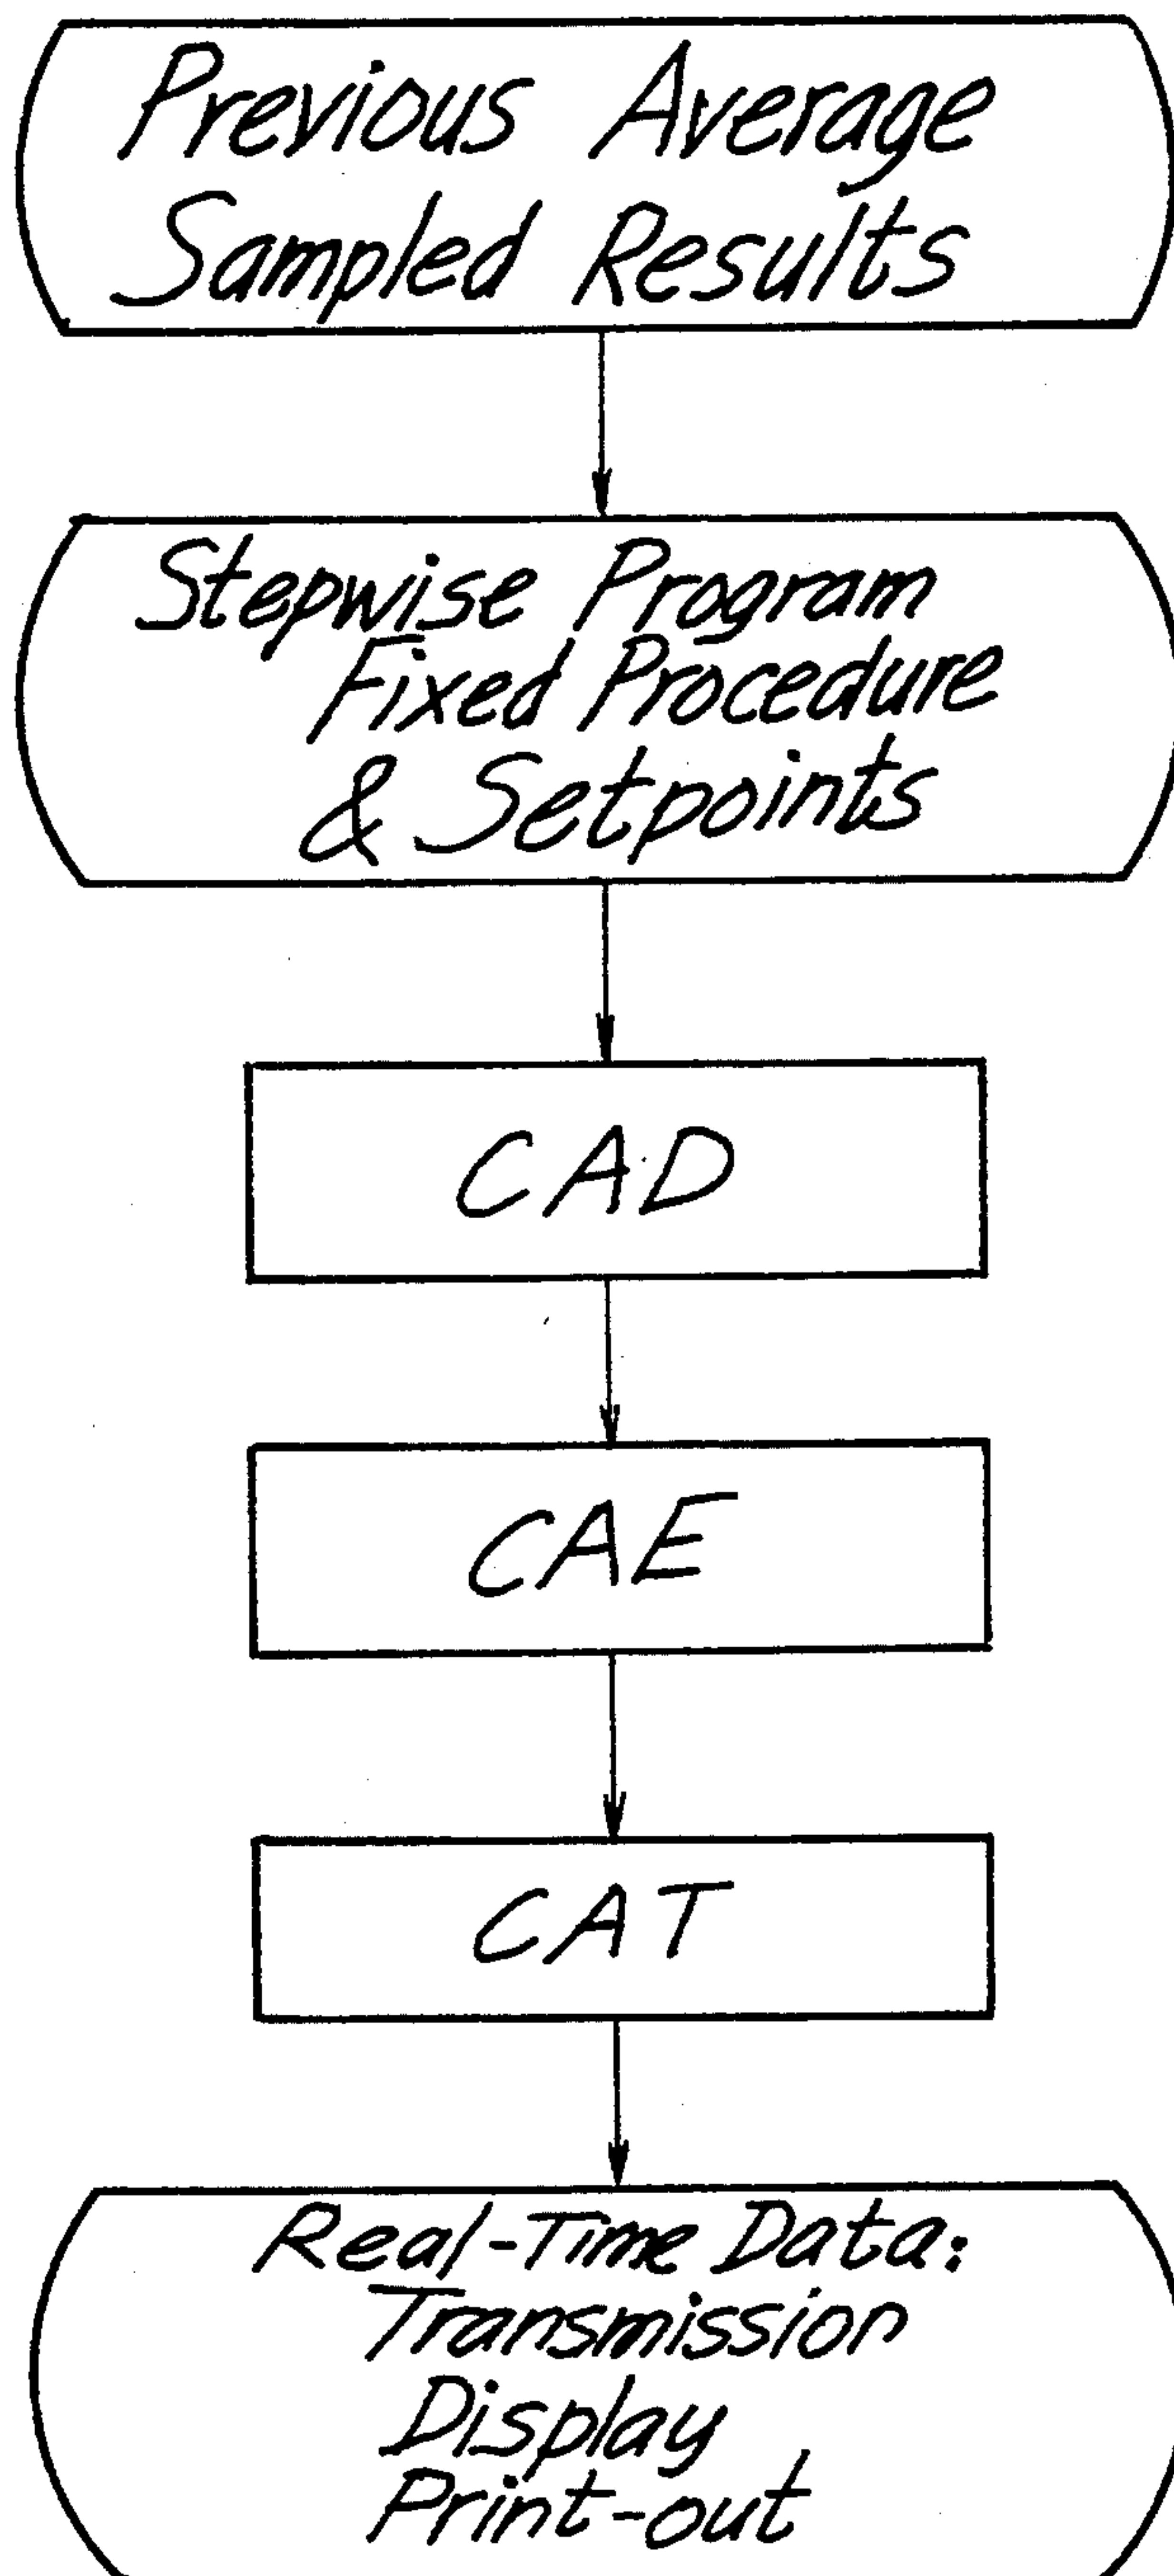 Previous Average
Sampled Results
Stepwise Program
Fixed Procedure
& Setpoints
CAD
CAE
CAT
Real-Time Data:
Transmission
Display
Print-out